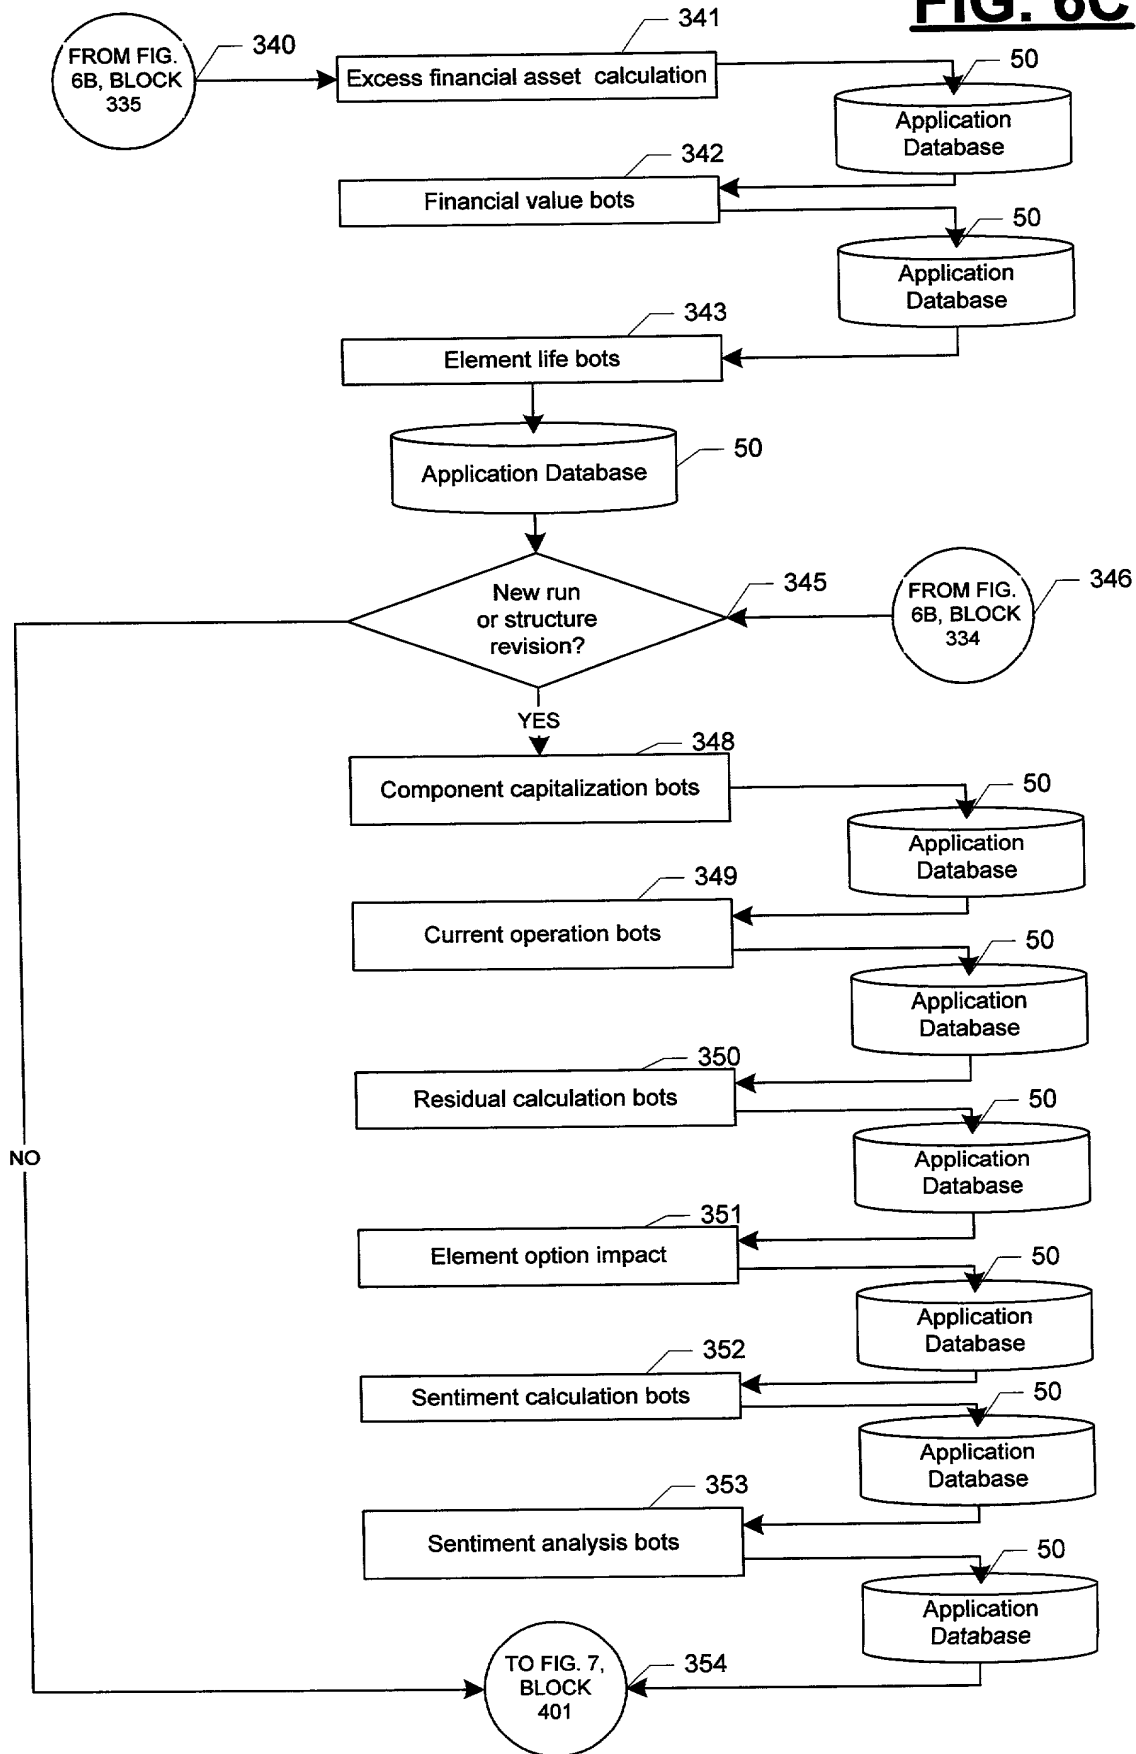 FIG. 6C
341
FROM FIG.
6B, BLOCK
335
340
Excess financial asset calculation
50
Application
Database
342
Financial value bots
50
Application
Database
343
Element life bots
Application Database
50
New run
or structure
revision?
345
FROM FIG.
6B, BLOCK
334
346
YES
348
Component capitalization bots
50
Application
Database
349
Current operation bots
50
Application
Database
350
Residual calculation bots
50
Application
Database
NO
351
Element option impact
50
Application
Database
352
Sentiment calculation bots
50
Application
Database
353
Sentiment analysis bots
50
Application
Database
TO FIG. 7,
BLOCK
401
354